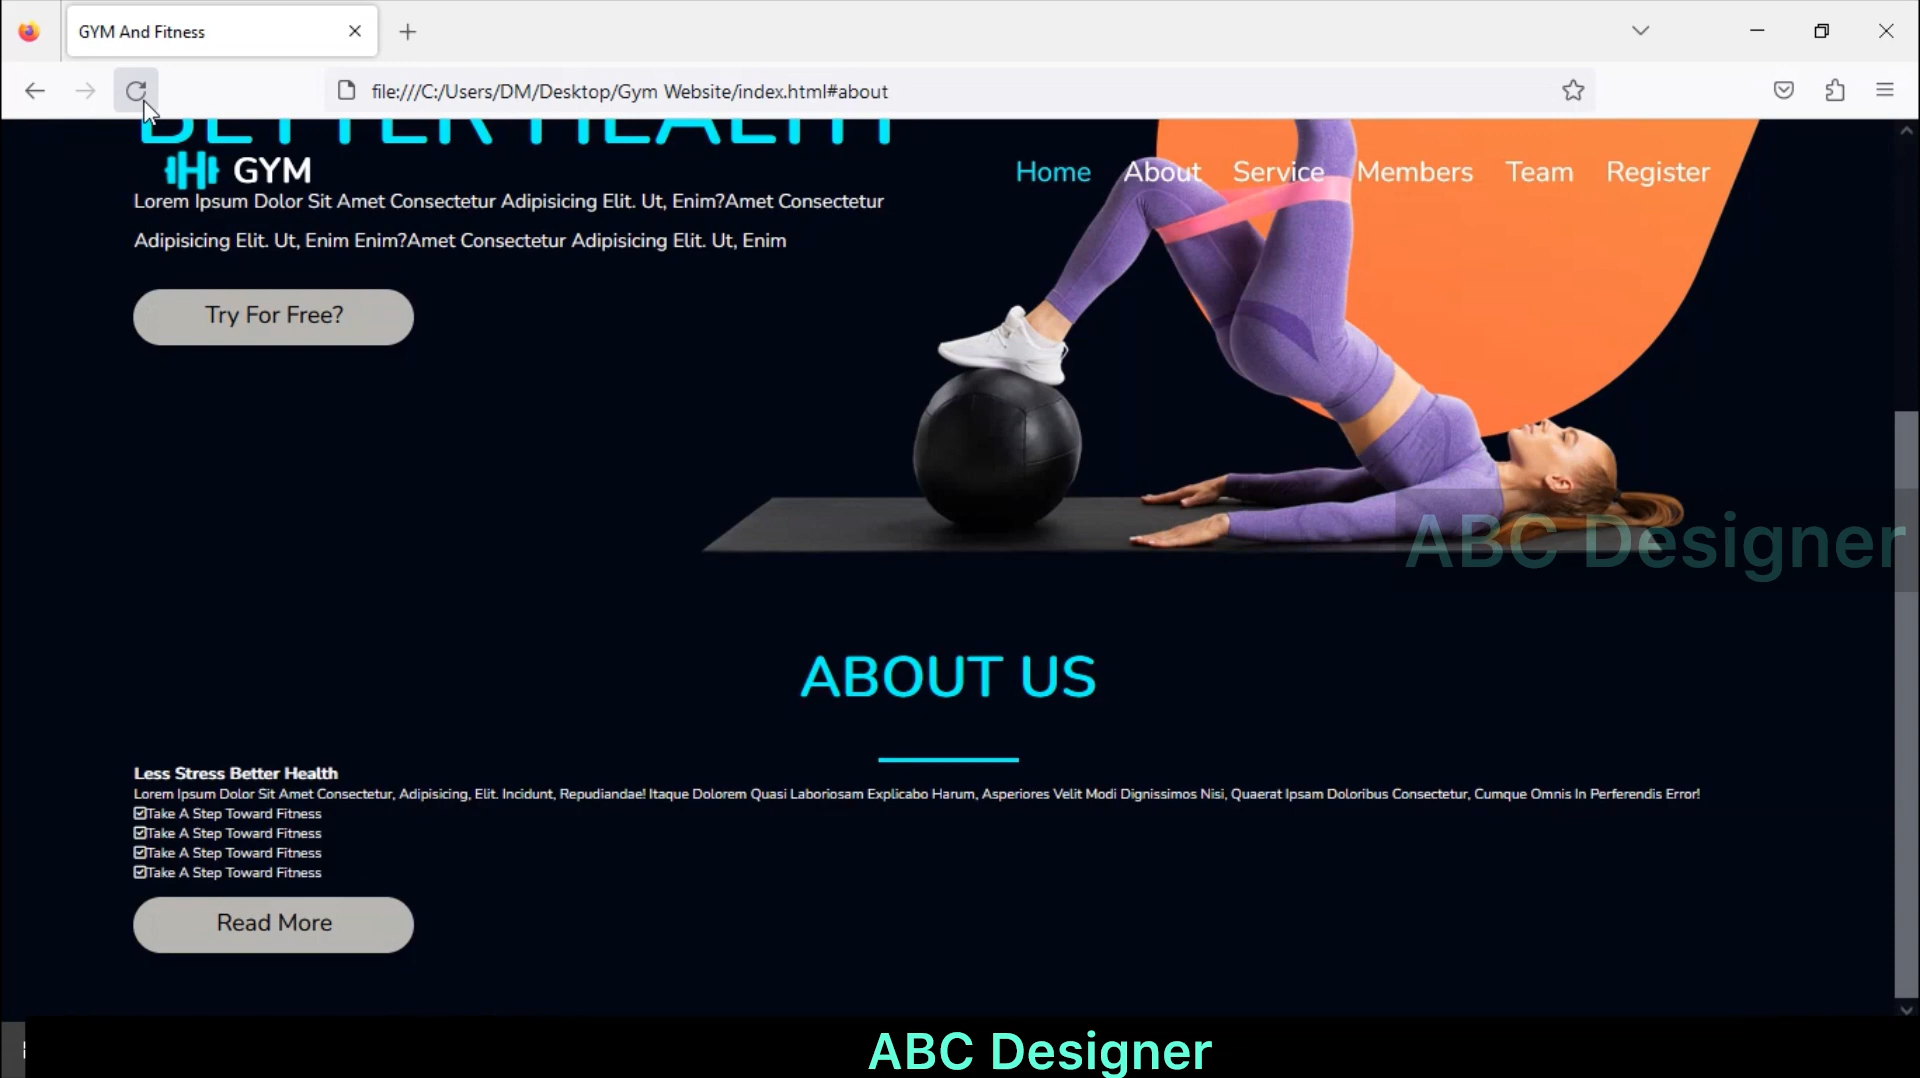 GYM And Fitness
file:///C:/Users/DM/Desktop/Gym Website/index.html#about
BETTER HEALTH
GYM
Home About Service Members Team Register
Lorem Ipsum Dolor Sit Amet Consectetur Adipisicing Elit. Ut, Enim?Amet Consectetur
Adipisicing Elit. Ut, Enim Enim?Amet Consectetur Adipisicing Elit. Ut, Enim
Try For Free?
ABC Designer
ABOUT US
Less Stress Better Health
Lorem Ipsum Dolor Sit Amet Consectetur, Adipisicing, Elit. Incidunt, Repudiandae! Itaque Dolorem Quasi Laboriosam Explicabo Harum, Asperiores Velit Modi Dignissimos Nisi, Quaerat Ipsam Doloribus Consectetur, Cumque Omnis In Perferendis Error!
Take A Step Toward Fitness
Take A Step Toward Fitness
Take A Step Toward Fitness
Take A Step Toward Fitness
Read More
ABC Designer